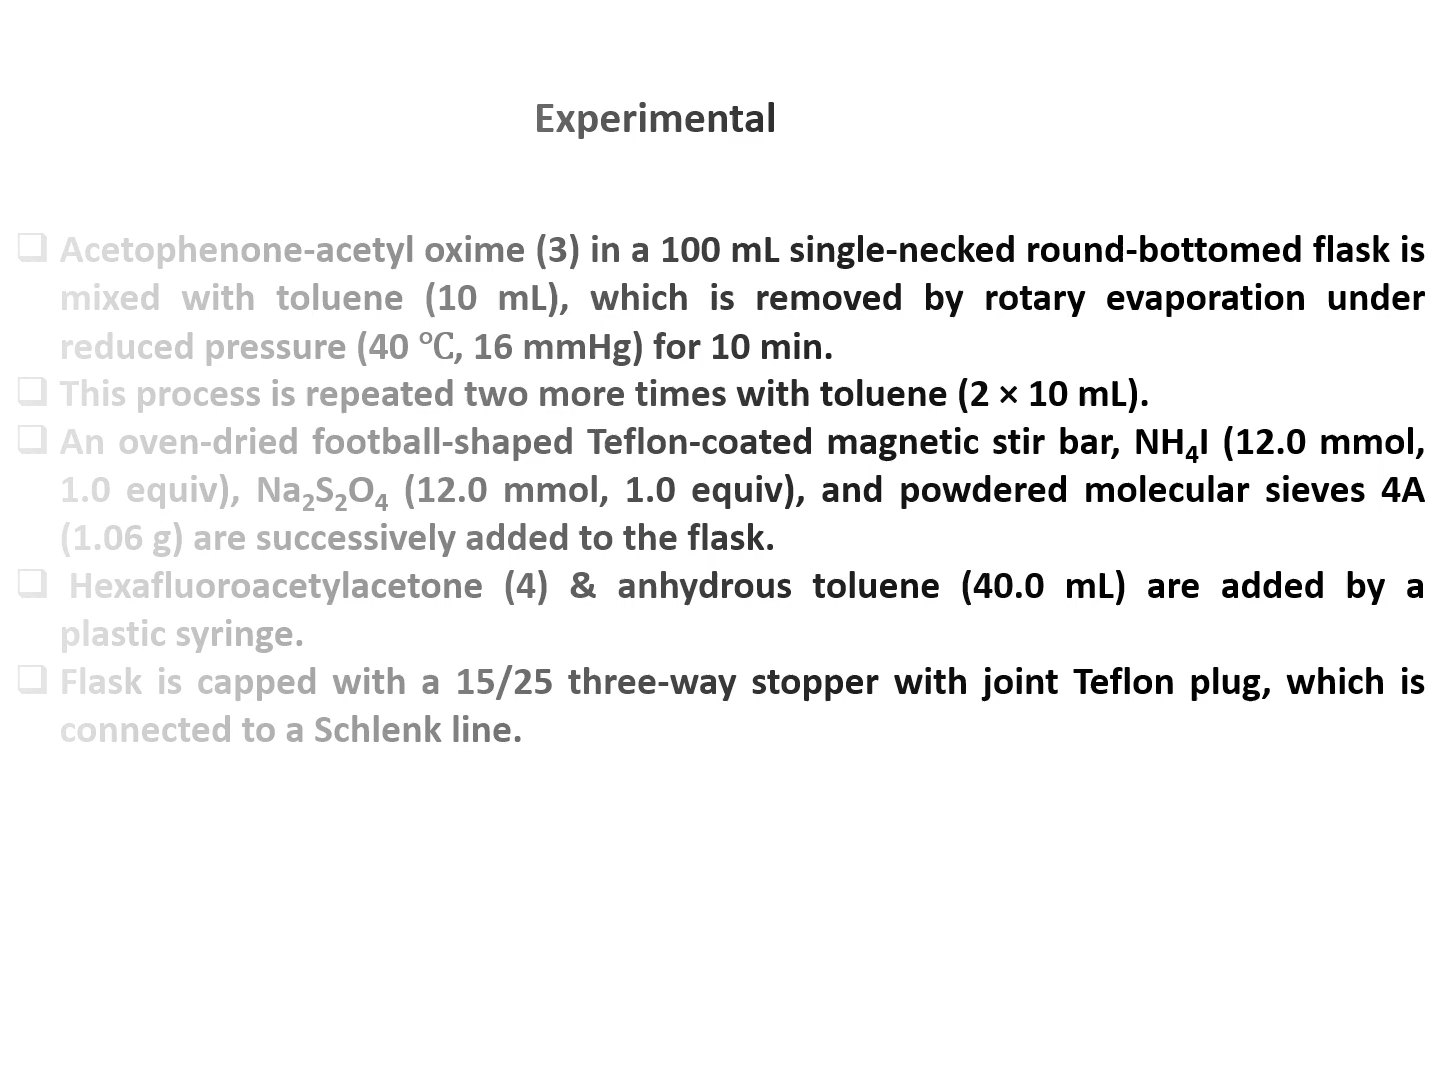 Experimental
❑ Acetophenone-acetyl oxime (3) in a 100 mL single-necked round-bottomed flask is
mixed with toluene (10 mL), which is removed by rotary evaporation under
reduced pressure (40 ℃, 16 mmHg) for 10 min.
❑ This process is repeated two more times with toluene (2 × 10 mL).
❑ An oven-dried football-shaped Teflon-coated magnetic stir bar, NH₄I (12.0 mmol,
1.0 equiv), Na₂S₂O₄ (12.0 mmol, 1.0 equiv), and powdered molecular sieves 4A
(1.06 g) are successively added to the flask.
❑ Hexafluoroacetylacetone (4) & anhydrous toluene (40.0 mL) are added by a
plastic syringe.
❑ Flask is capped with a 15/25 three-way stopper with joint Teflon plug, which is
connected to a Schlenk line.